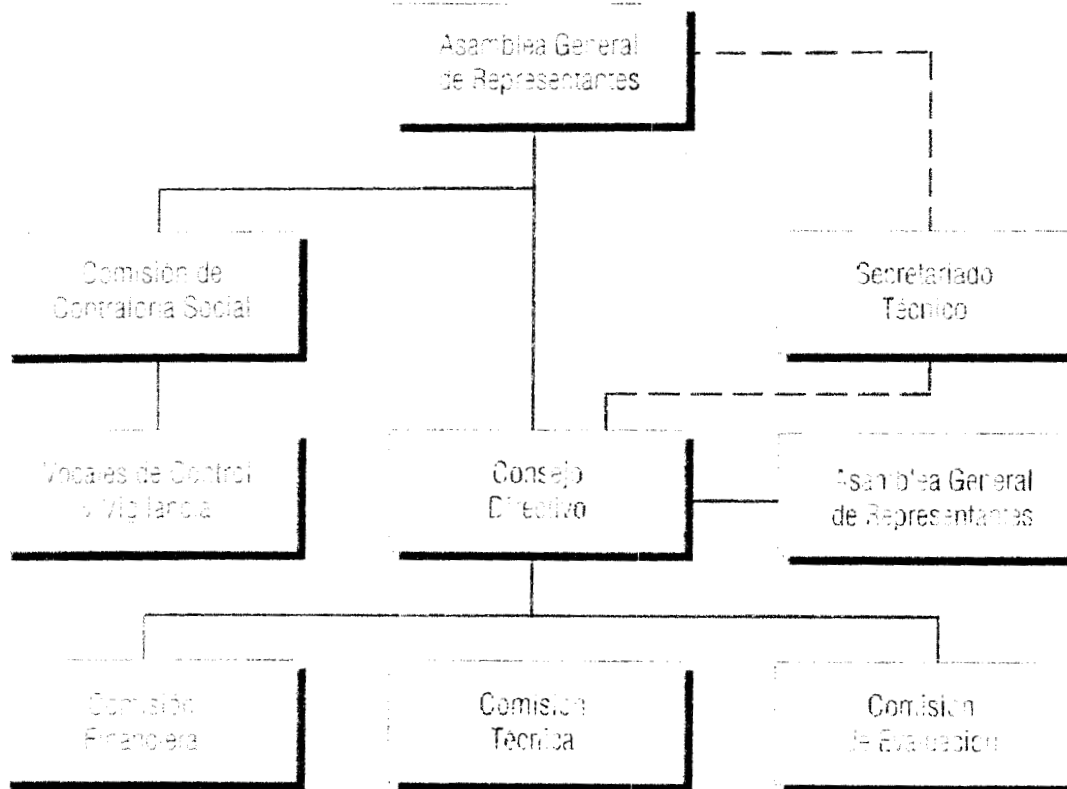 Asamblea General
de Representantes
Comisión de
Contraloría Social
Secretariado
Técnico
Vocales de Control
y Vigilancia
Consejo
Directivo
Asamblea General
de Representantes
Comisión
Financiera
Comisión
Técnica
Comisión
de Evaluación